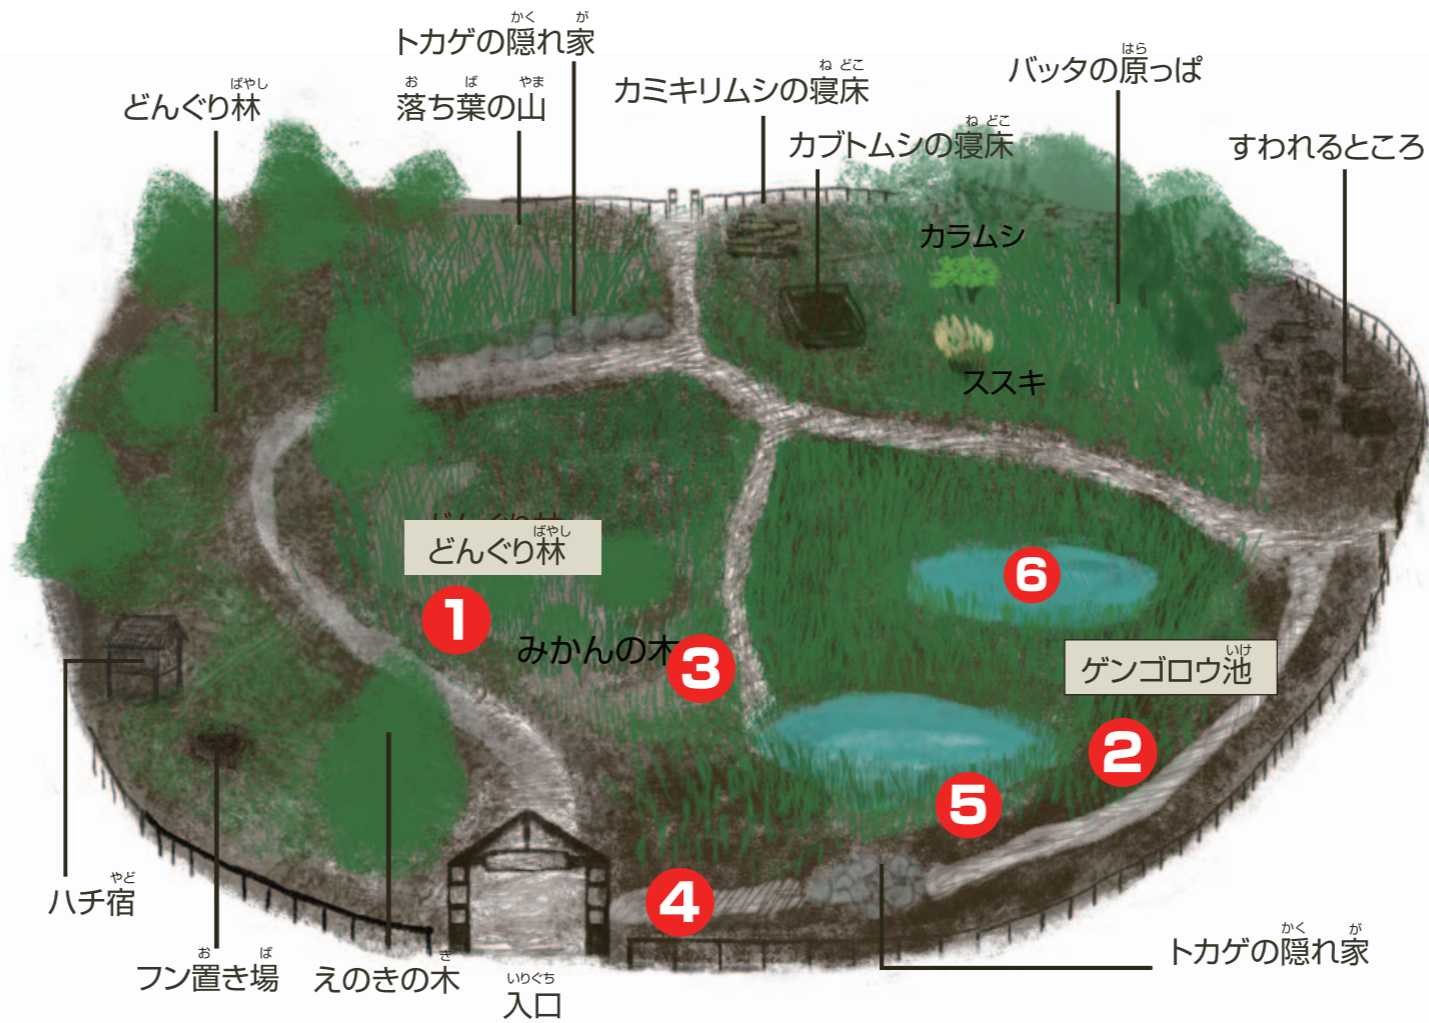 トカゲの隠れ家
かく が
どんぐり林
ばやし
落ち葉の山
お ば やま
カミキリムシの寝床
ね どこ
カブトムシの寝床
ね どこ
バッタの原っぱ
はら
すわれるところ
カラムシ
ススキ
どんぐり林
どんぐり林
ばやし
1
みかんの木
3
6
ゲンゴロウ池
いけ
2
5
4
ハチ宿
やど
フン置き場
お ば
えのきの木
き
入口
いりぐち
トカゲの隠れ家
かく が